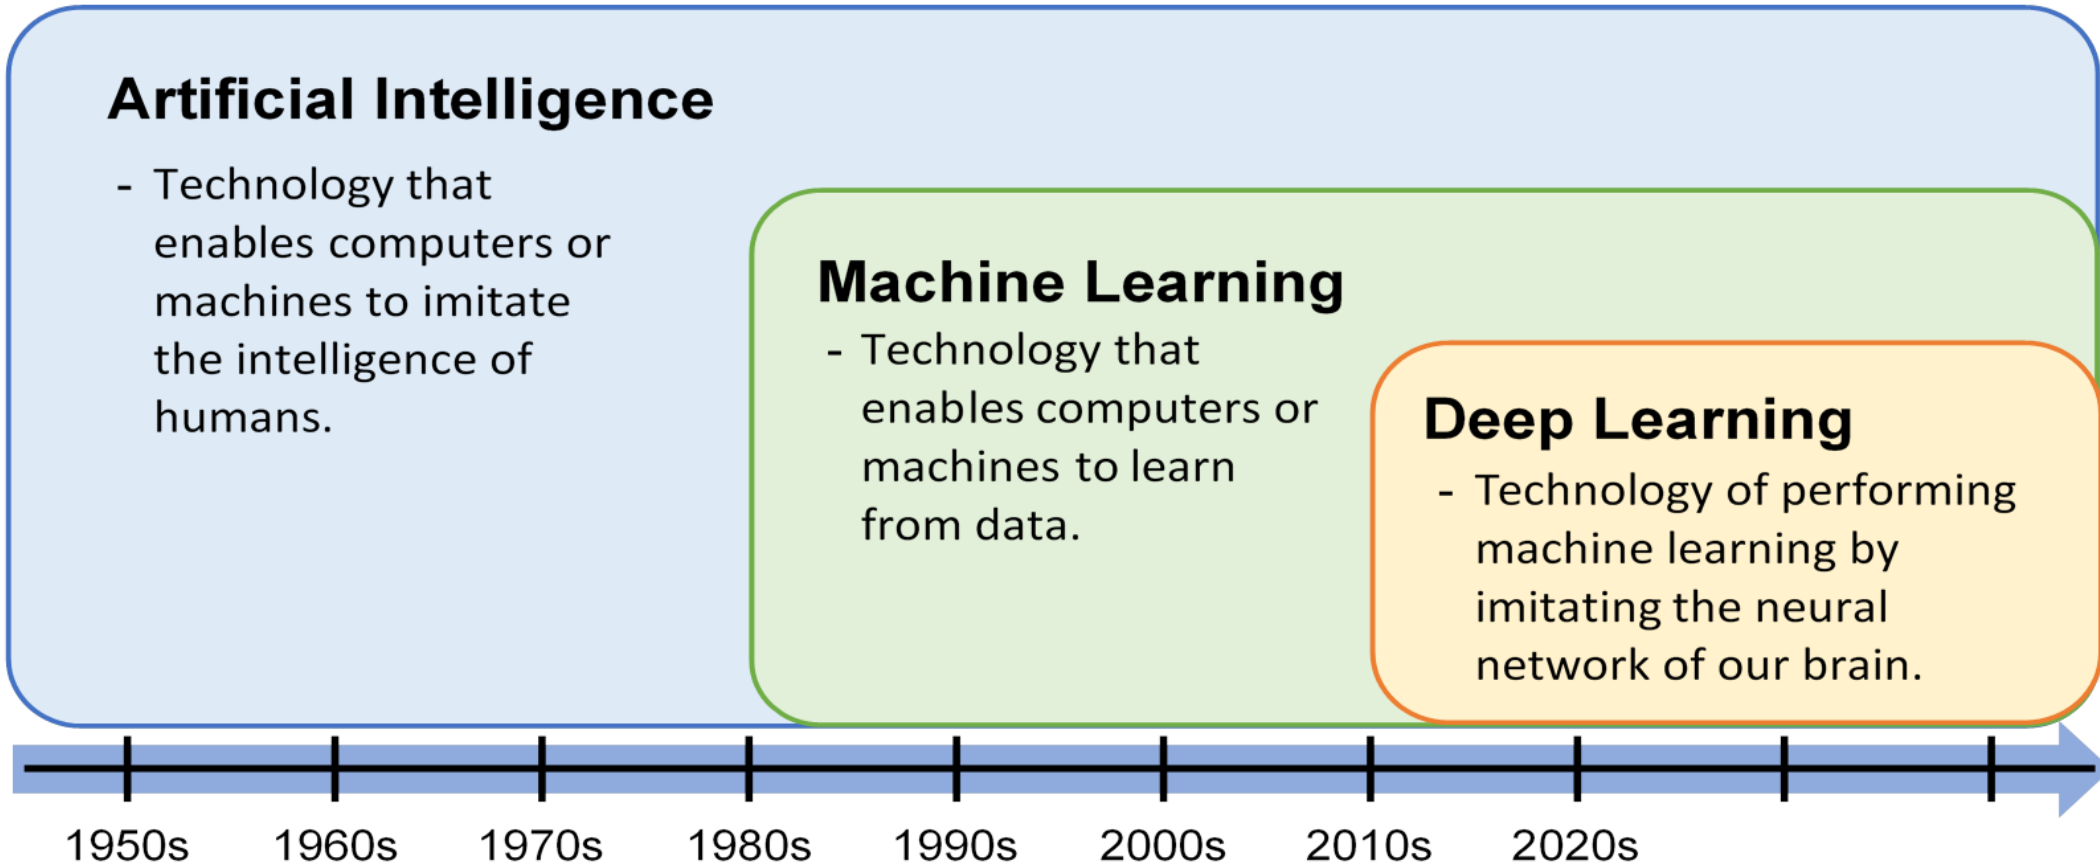 Artificial Intelligence
- Technology that
enables computers or
machines to imitate
the intelligence of
humans.
Machine Learning
- Technology that
enables computers or
machines to learn
from data.
Deep Learning
- Technology of performing
machine learning by
imitating the neural
network of our brain.
1950s 1960s 1970s 1980s 1990s 2000s 2010s 2020s